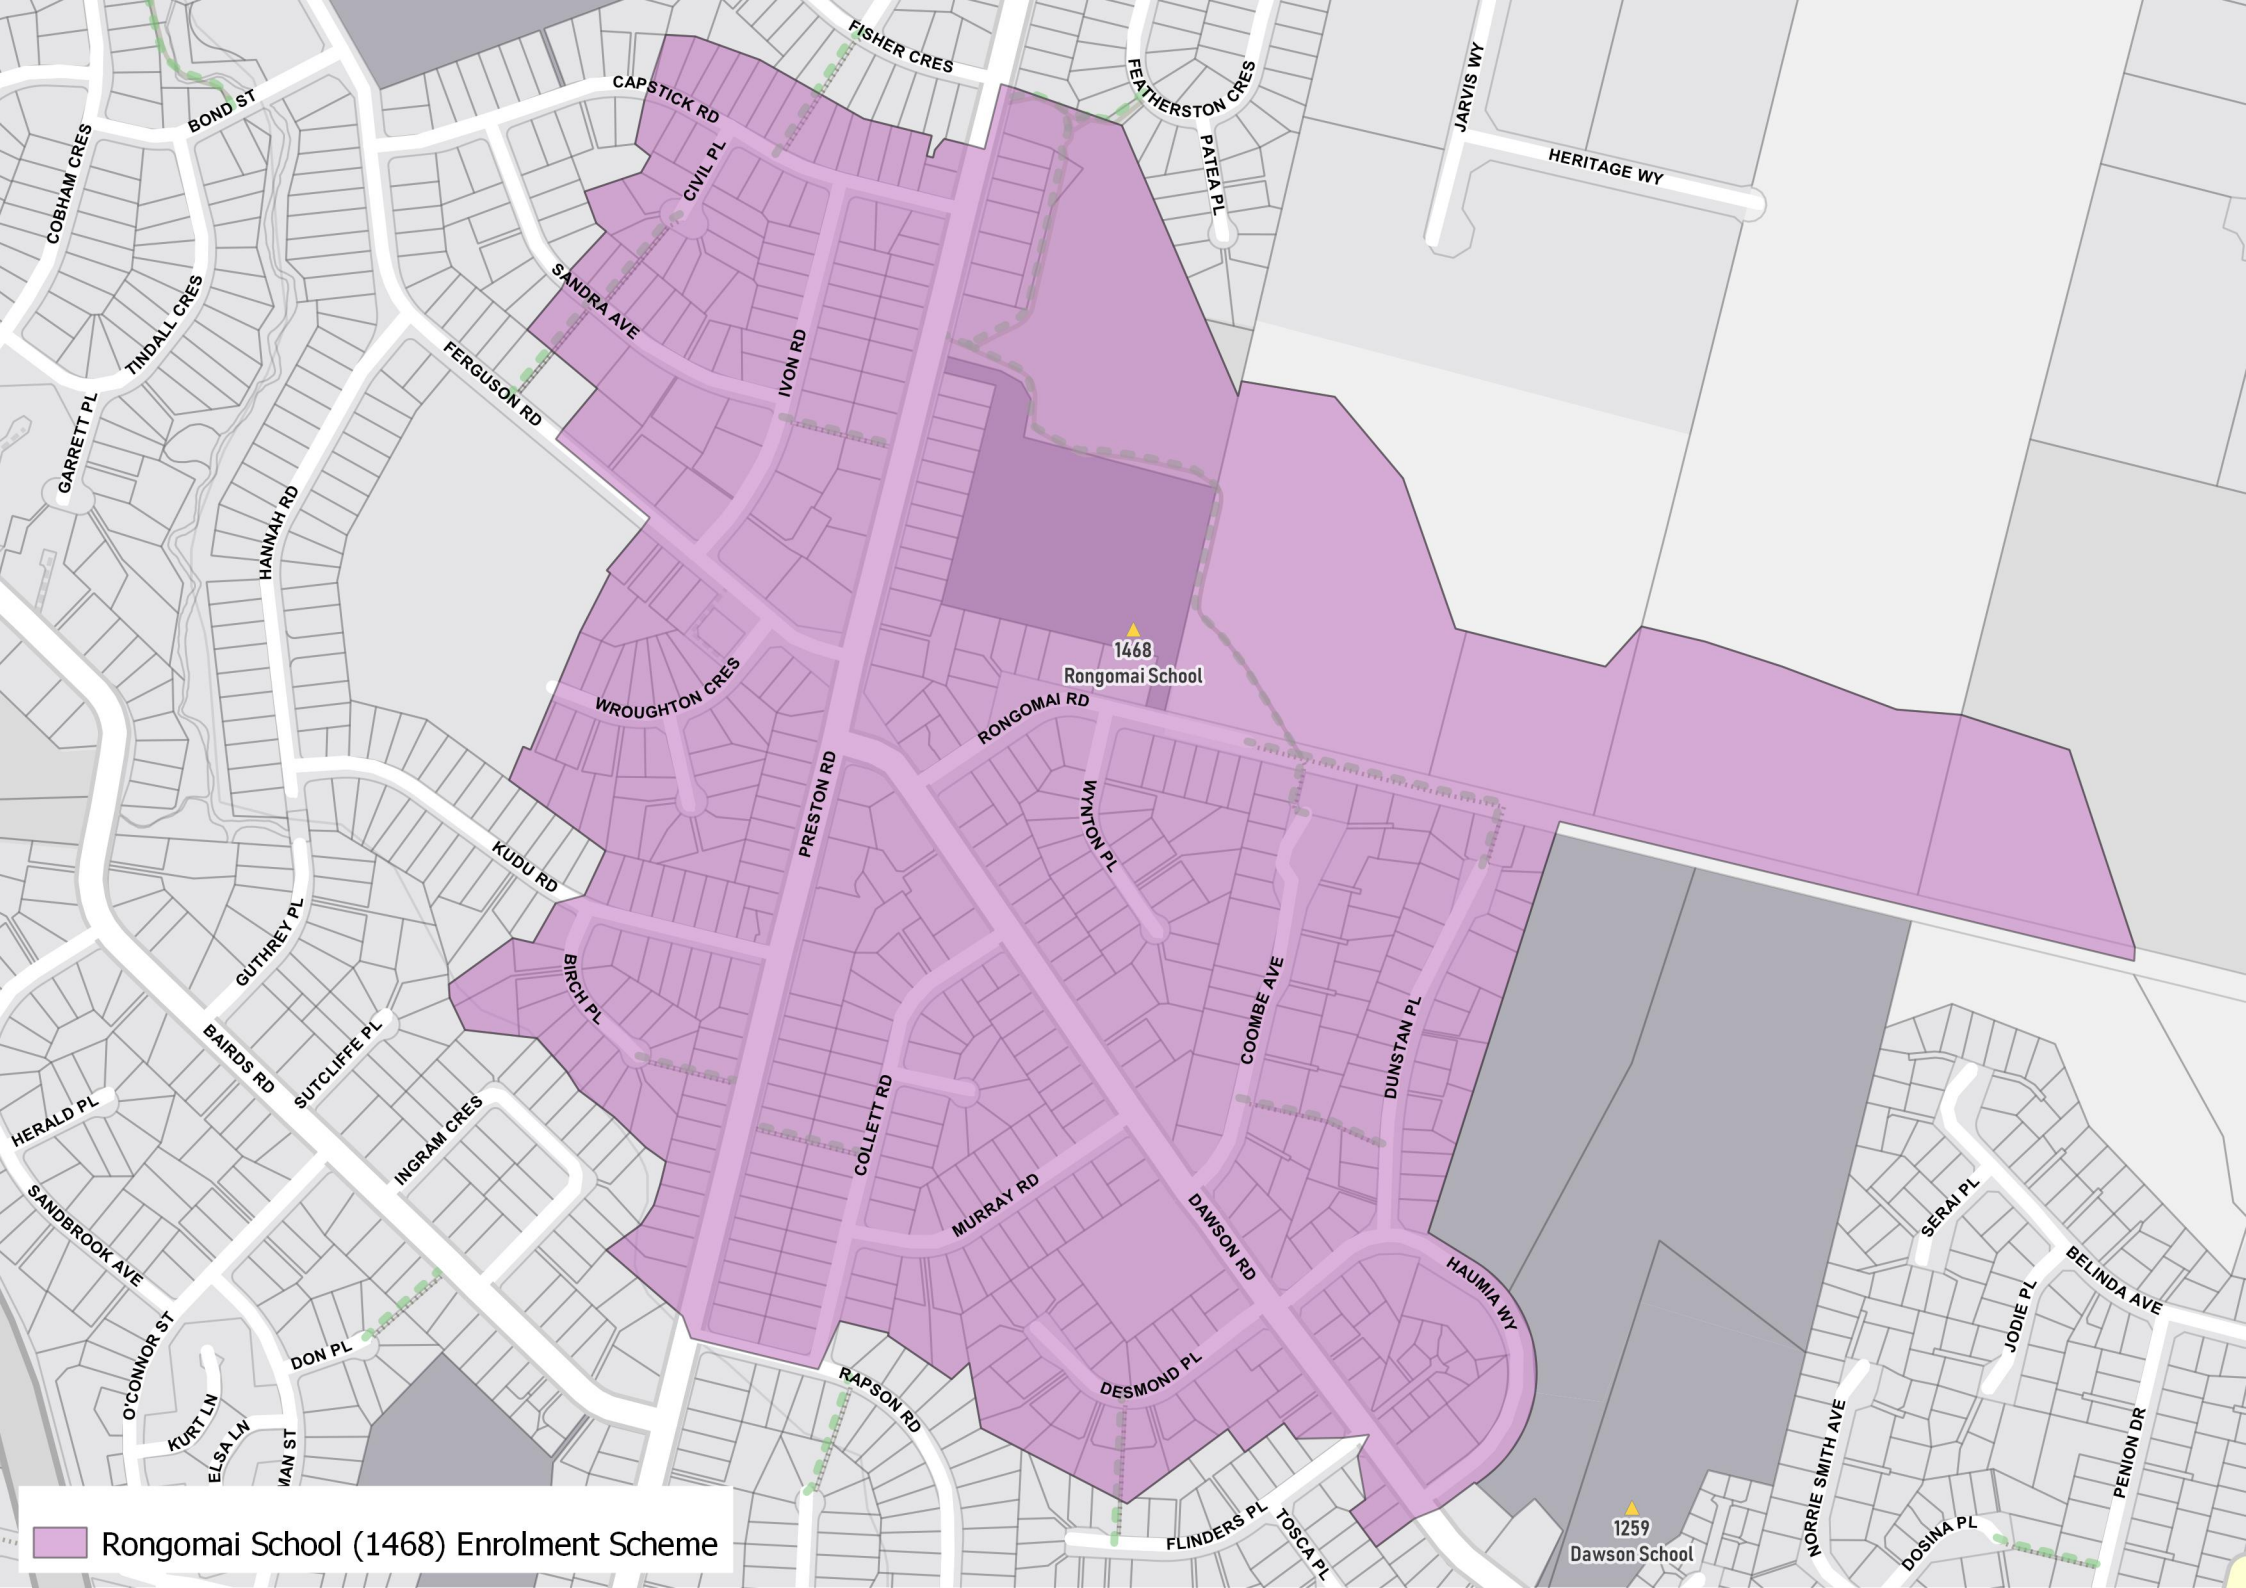 FISHER CRES
CAPSTICK RD
BOND ST
FEATHERSTON CRES
JARVIS WY
HERITAGE WY
PATEA PL
COBHAM CRES
CIVIL PL
TINDALL CRES
SANDRA AVE
IVON RD
FERGUSON RD
GARRETT PL
HANNAH RD
1468
Rongomai School
WROUGHTON CRES
RONGOMAI RD
PRESTON RD
WYNTON PL
KUDU RD
GUTHREY PL
BIRCH PL
COOMBE AVE
DUNSTAN PL
BAIRDS RD
SUTCLIFFE PL
HERALD PL
INGRAM CRES
COLLETT RD
MURRAY RD
SANDBROOK AVE
DAWSON RD
HAUMIA WY
SERAI PL
BELINDA AVE
JODIE PL
O'CONNOR ST
DON PL
KURT LN
ELSA LN
MAN ST
RAPSON RD
DESMOND PL
NORRIE SMITH AVE
PENION DR
FLINDERS PL
TOSCA PL
DOSINA PL
1259
Dawson School
Rongomai School (1468) Enrolment Scheme